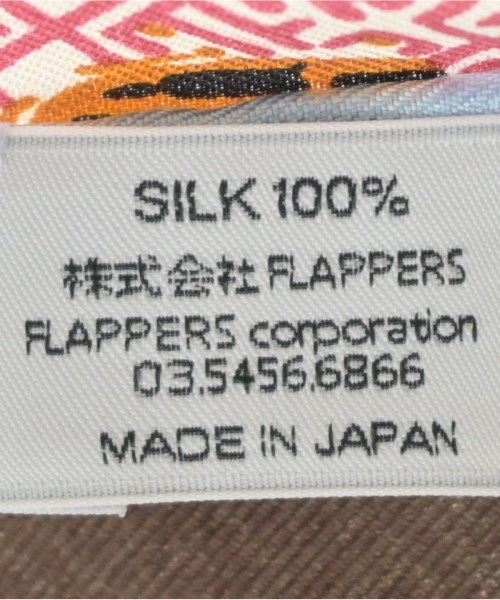 SILK 100%
株式会社 FLAPPERS
FLAPPERS corporation
03.5456.6866
MADE IN JAPAN